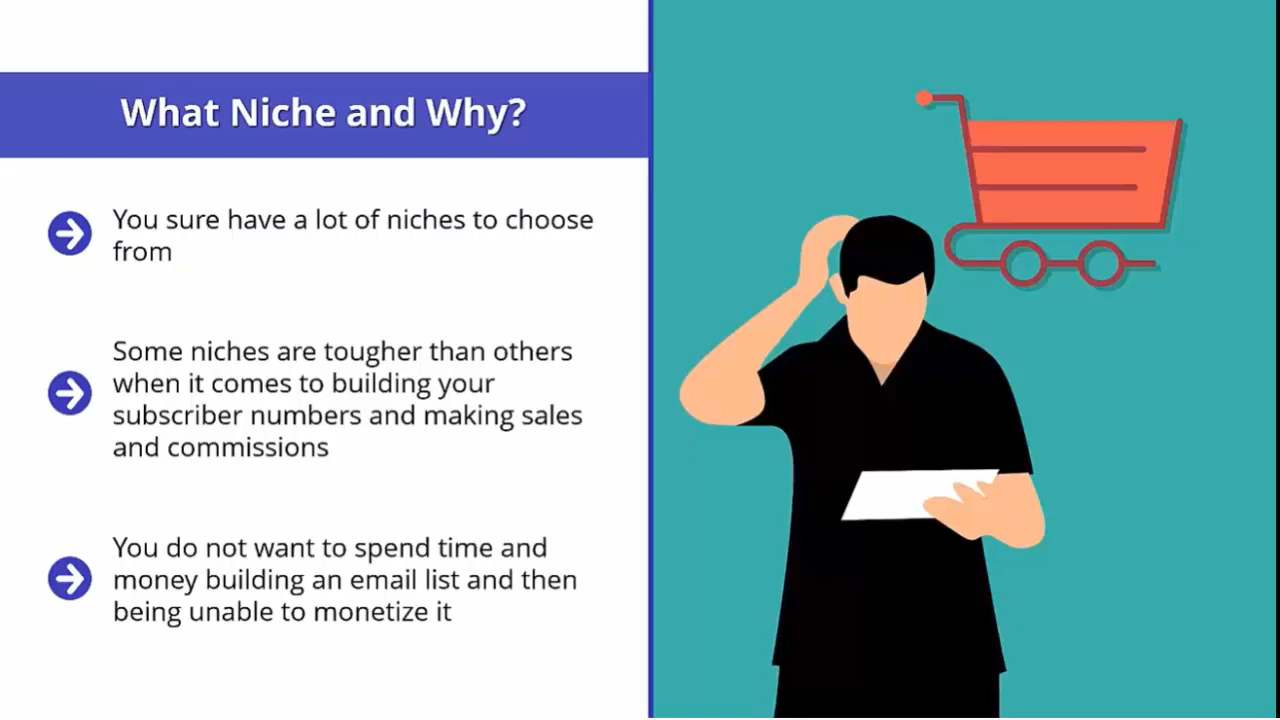 What Niche and Why?
You sure have a lot of niches to choose
from
Some niches are tougher than others
when it comes to building your
subscriber numbers and making sales
and commissions
You do not want to spend time and
money building an email list and then
being unable to monetize it